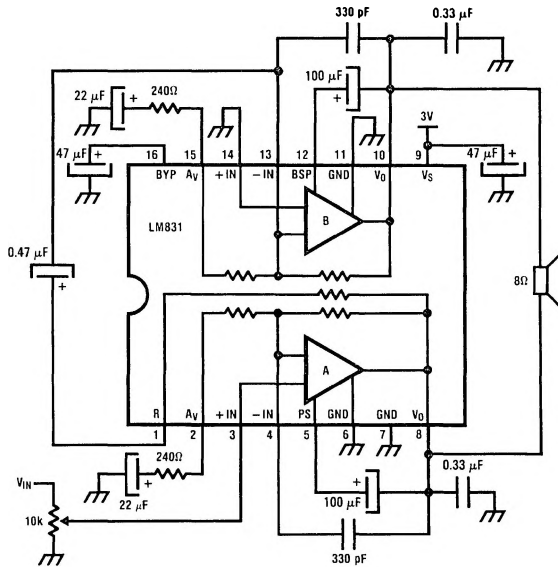 330 pF
0.33 μF
100 μF
+
22 μF
+
240Ω
47 μF
+
3V
47 μF
+
16 15 14 13 12 11 10 9
BYP AV + IN − IN BSP GND VO VS
LM831
B
0.47 μF
+
8Ω
A
R AV + IN − IN PS GND GND VO
1 2 3 4 5 6 7 8
240Ω
+
22 μF
+
100 μF
0.33 μF
VIN
10k
330 pF